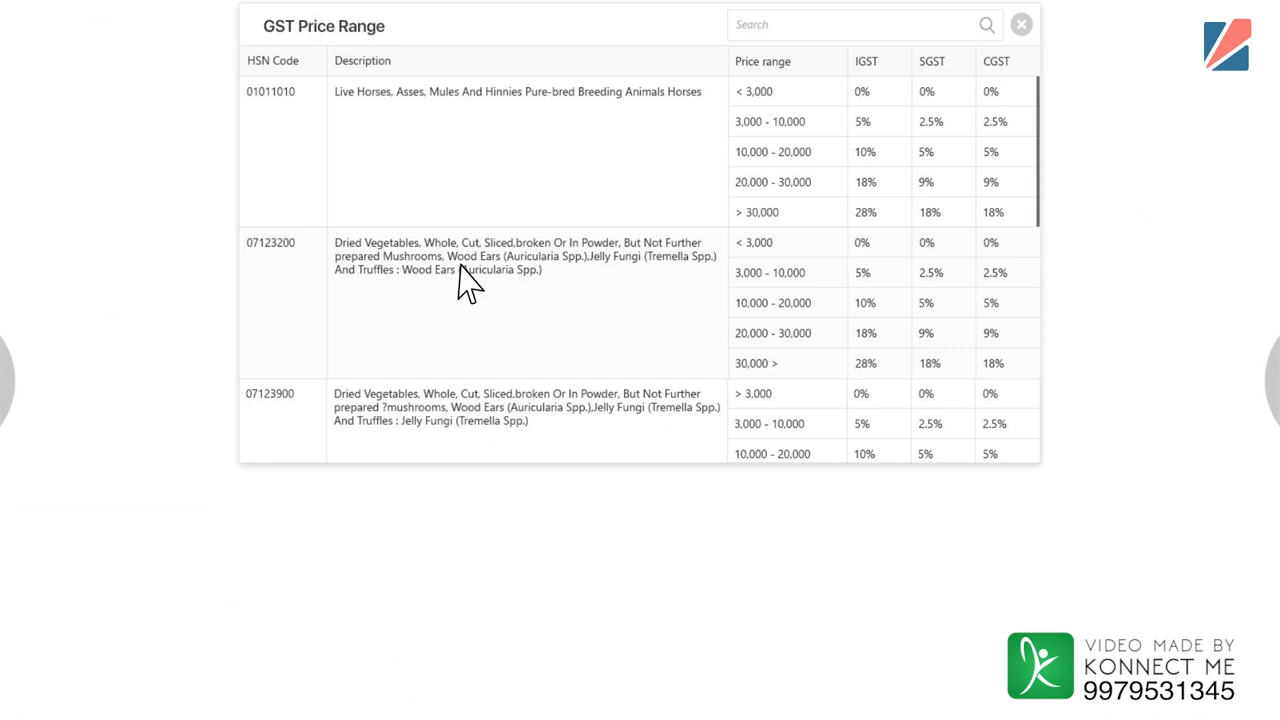 GST Price Range
Search
HSN Code Description Price range IGST SGST CGST
01011010 Live Horses, Asses, Mules And Hinnies Pure-bred Breeding Animals Horses < 3,000 0% 0% 0%
3,000 - 10,000 5% 2.5% 2.5%
10,000 - 20,000 10% 5% 5%
20,000 - 30,000 18% 9% 9%
> 30,000 28% 18% 18%
07123200 Dried Vegetables, Whole, Cut, Sliced,broken Or In Powder, But Not Further < 3,000 0% 0% 0%
prepared Mushrooms, Wood Ears (Auricularia Spp.),Jelly Fungi (Tremella Spp.)
And Truffles : Wood Ears (Auricularia Spp.) 3,000 - 10,000 5% 2.5% 2.5%
10,000 - 20,000 10% 5% 5%
20,000 - 30,000 18% 9% 9%
30,000 > 28% 18% 18%
07123900 Dried Vegetables, Whole, Cut, Sliced,broken Or In Powder, But Not Further > 3,000 0% 0% 0%
prepared ?mushrooms, Wood Ears (Auricularia Spp.),Jelly Fungi (Tremella Spp.)
And Truffles : Jelly Fungi (Tremella Spp.) 3,000 - 10,000 5% 2.5% 2.5%
10,000 - 20,000 10% 5% 5%
VIDEO MADE BY
KONNECT ME
9979531345